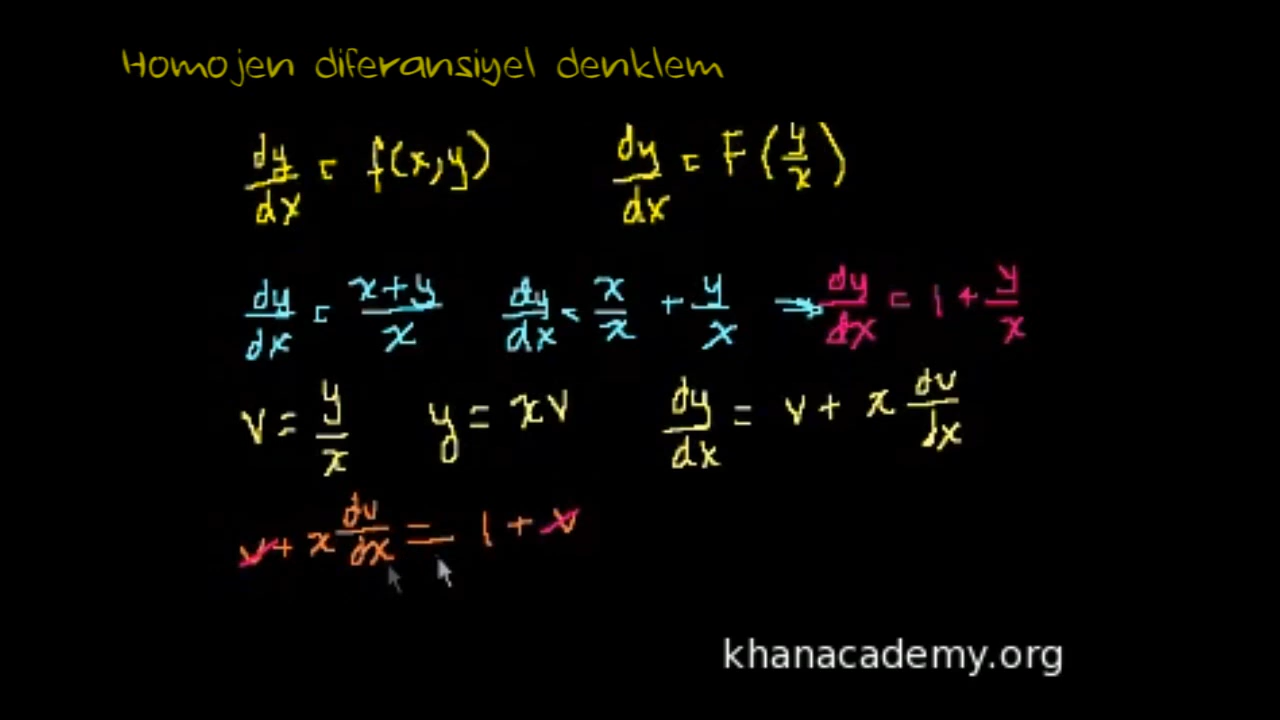 Homojen diferansiyel denklem
dy/dx = f(x,y) dy/dx = F(y/x)
dy/dx = x+y/x dy/dx = x/x + y/x → dy/dx = 1 + y/x
v = y/x y = xv dy/dx = v + x dv/dx
v + x dv/dx = 1 + v
khanacademy.org